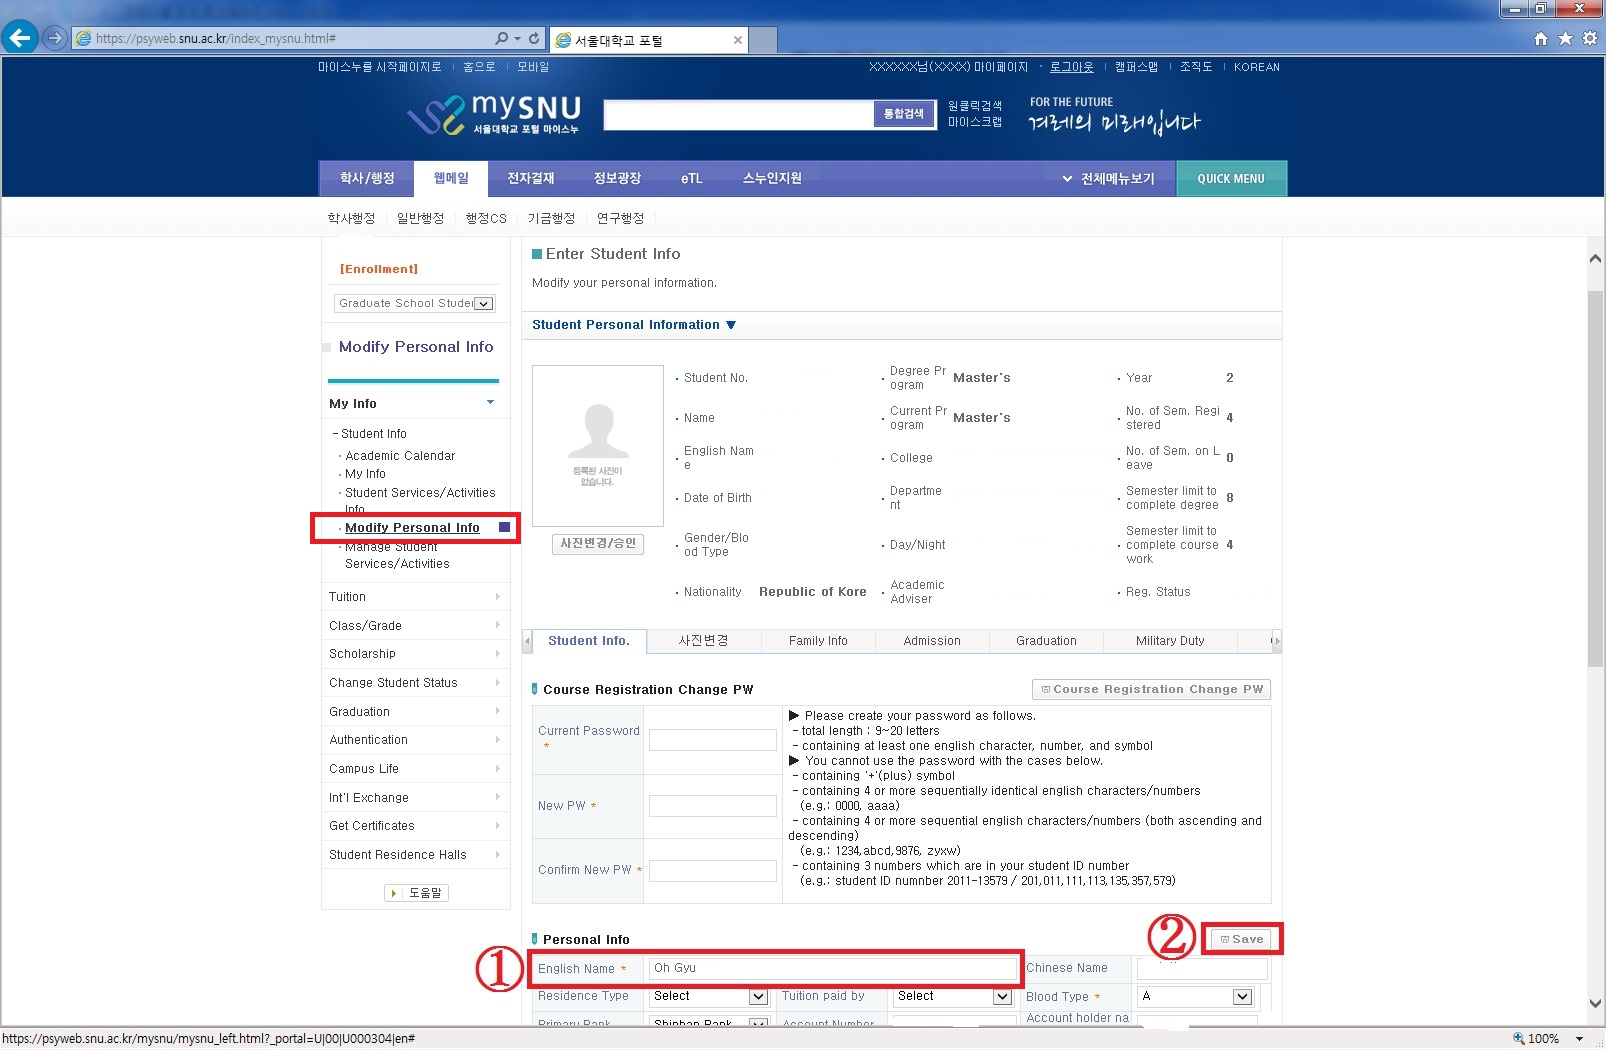 https://psyweb.snu.ac.kr/index_mysnu.html#
서울대학교 포털
마이스누를 시작페이지로 홈으로 모바일
XXXXXX님(XXXX) 마이페이지 로그아웃 캠퍼스맵 조직도 KOREAN
mySNU
서울대학교 포털 마이스누
통합검색
원클릭검색
마이스크랩
FOR THE FUTURE
겨레의 미래입니다
학사/행정 웹메일 전자결재 정보광장 eTL 스누인지원 전체메뉴보기 QUICK MENU
학사행정 일반행정 행정CS 기금행정 연구행정
[Enrollment]
Graduate School Studer
Modify Personal Info
My Info
- Student Info
· Academic Calendar
· My Info
· Student Services/Activities
Info
· Modify Personal Info
· Manage Student
Services/Activities
Tuition
Class/Grade
Scholarship
Change Student Status
Graduation
Authentication
Campus Life
Int'l Exchange
Get Certificates
Student Residence Halls
도움말
Enter Student Info
Modify your personal information.
Student Personal Information ▼
등록된 사진이
없습니다.
사진변경/승인
· Student No.
· Degree Pr
ogram
Master's
· Year 2
· Name
· Current Pr
ogram
Master's
· No. of Sem. Regi
stered
4
· English Nam
e
· College
· No. of Sem. on L
eave
0
· Date of Birth
· Departme
nt
· Semester limit to
complete degree
8
· Gender/Blo
od Type
· Day/Night
· Semester limit to
complete course
work
4
· Nationality Republic of Kore
· Academic
Adviser
· Reg. Status
Student Info. 사진변경 Family Info Admission Graduation Military Duty
Course Registration Change PW
Course Registration Change PW
Current Password
*
New PW *
Confirm New PW *
▶ Please create your password as follows.
- total length : 9~20 letters
- containing at least one english character, number, and symbol
▶ You cannot use the password with the cases below.
- containing '+'(plus) symbol
- containing 4 or more sequentially identical english characters/numbers
(e.g.: 0000, aaaa)
- containing 4 or more sequential english characters/numbers (both ascending and
descending)
(e.g.: 1234,abcd,9876, zyxw)
- containing 3 numbers which are in your student ID number
(e.g.: student ID numnber 2011-13579 / 201,011,111,113,135,357,579)
Personal Info
② Save
① English Name * Oh Gyu Chinese Name
Residence Type Select Tuition paid by Select Blood Type * A
Primary Bank Shinhan Bank Account Number Account holder na
https://psyweb.snu.ac.kr/mysnu/mysnu_left.html?_portal=U|00|U000304|en#
100%